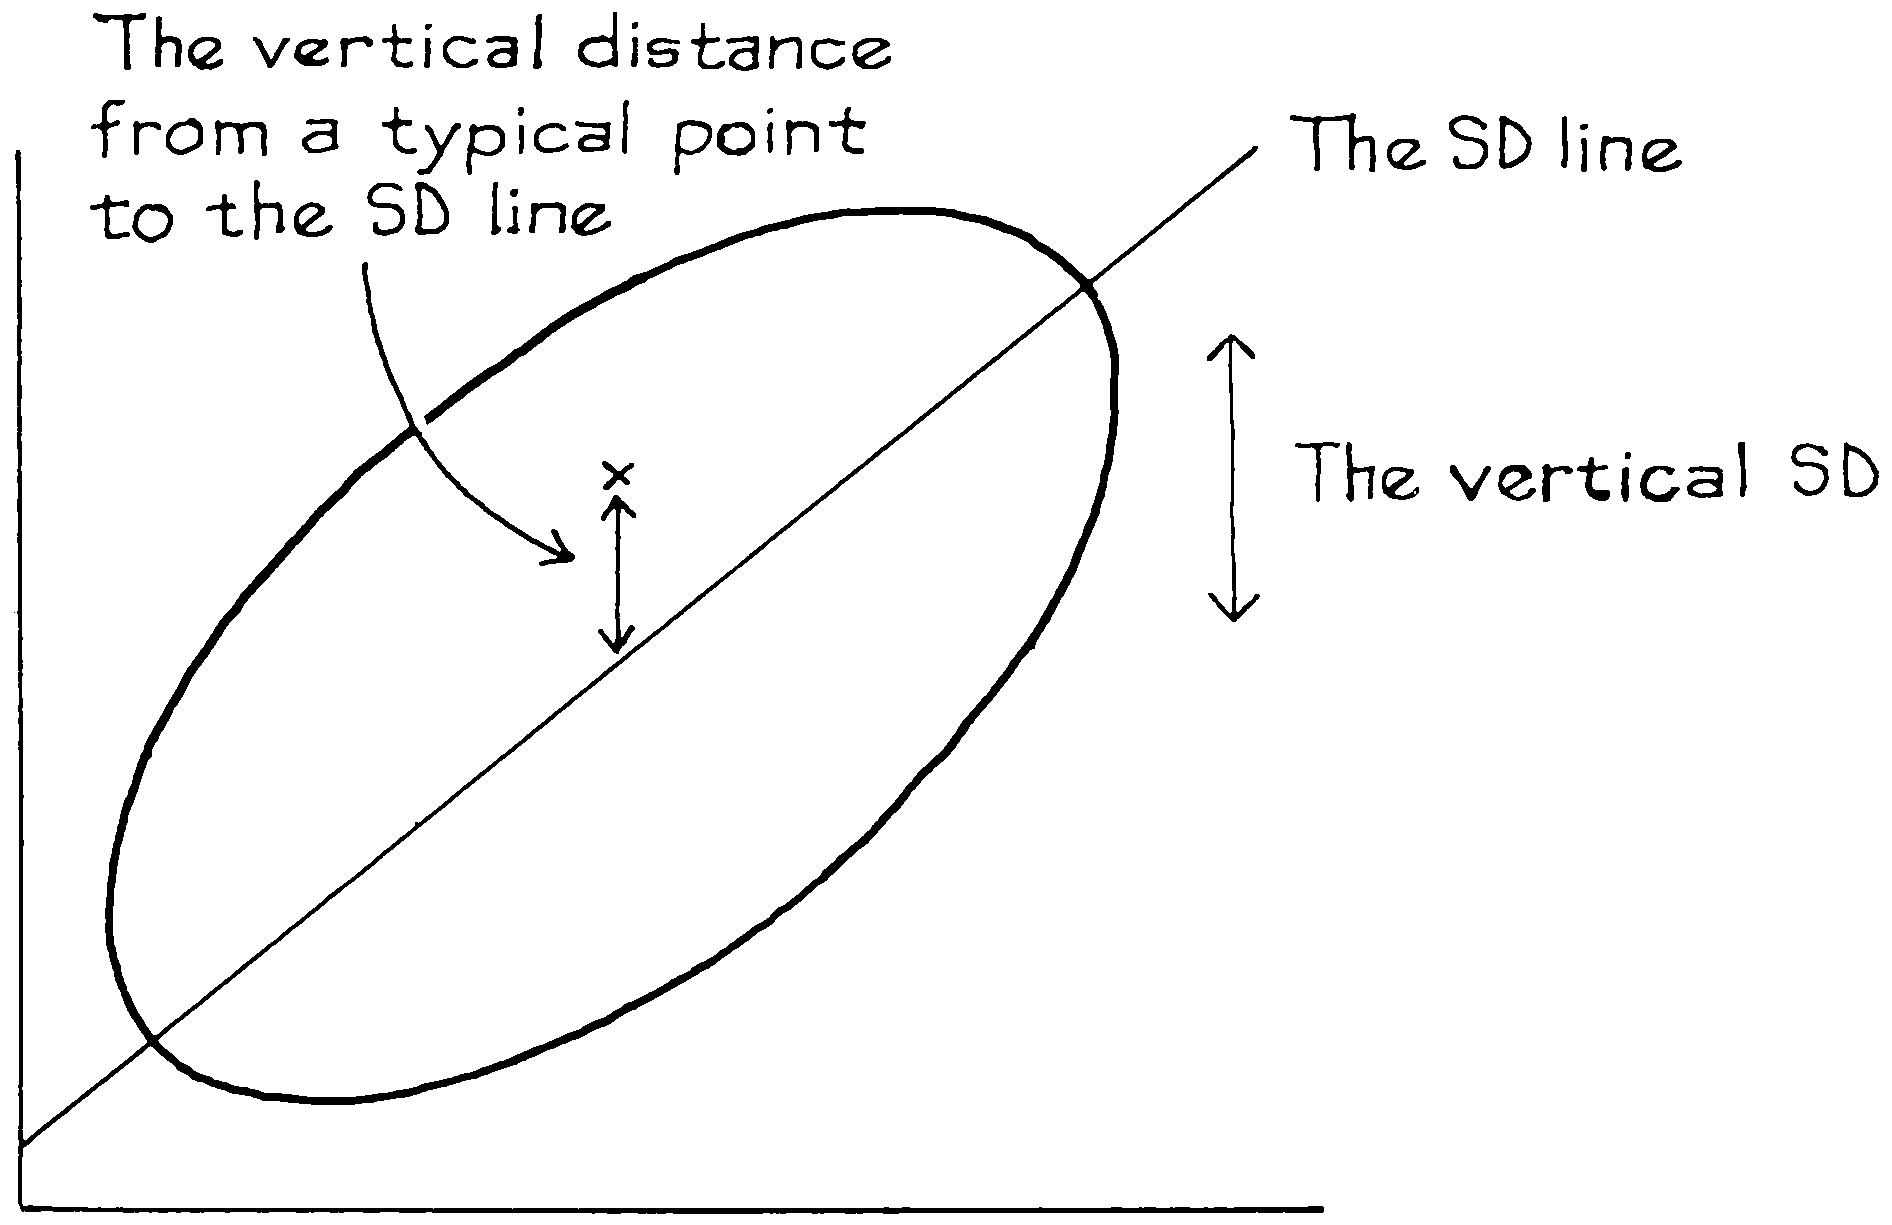 The vertical distance
from a typical point
to the SD line
The SD line
The vertical SD